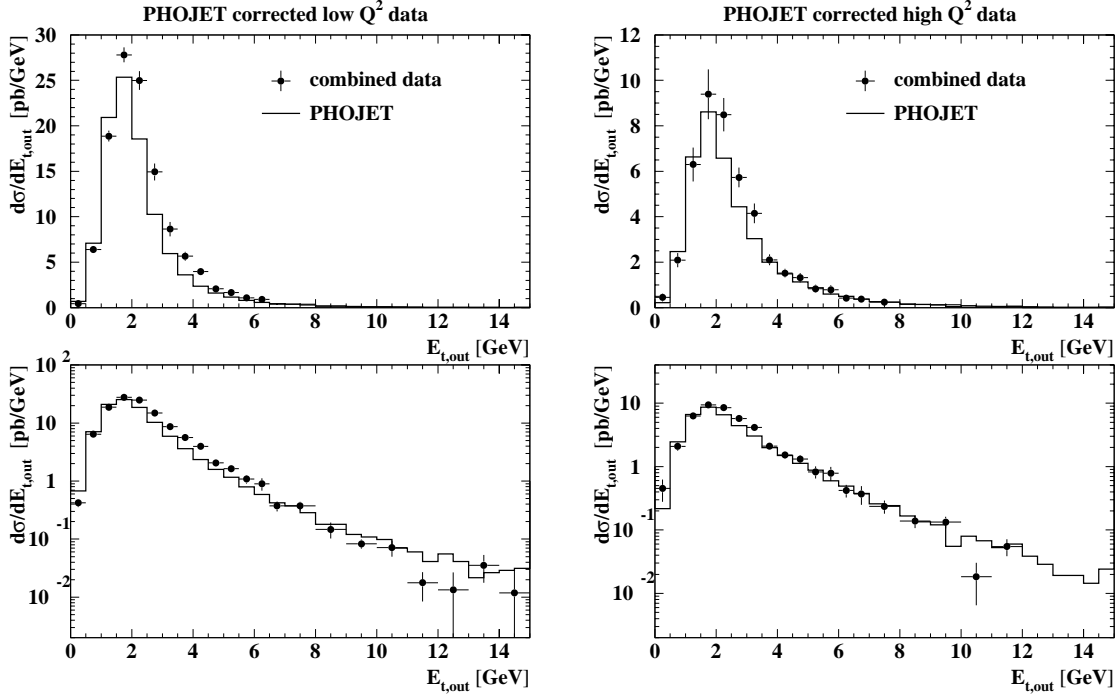 PHOJET corrected low Q² data
PHOJET corrected high Q² data
dσ/dE_t,out [pb/GeV]
30
25
20
15
10
5
0
combined data
PHOJET
0 2 4 6 8 10 12 14
E_t,out [GeV]
dσ/dE_t,out [pb/GeV]
12
10
8
6
4
2
0
combined data
PHOJET
0 2 4 6 8 10 12 14
E_t,out [GeV]
dσ/dE_t,out [pb/GeV]
10²
10
1
10⁻¹
10⁻²
0 2 4 6 8 10 12 14
E_t,out [GeV]
dσ/dE_t,out [pb/GeV]
10
1
10⁻¹
10⁻²
0 2 4 6 8 10 12 14
E_t,out [GeV]